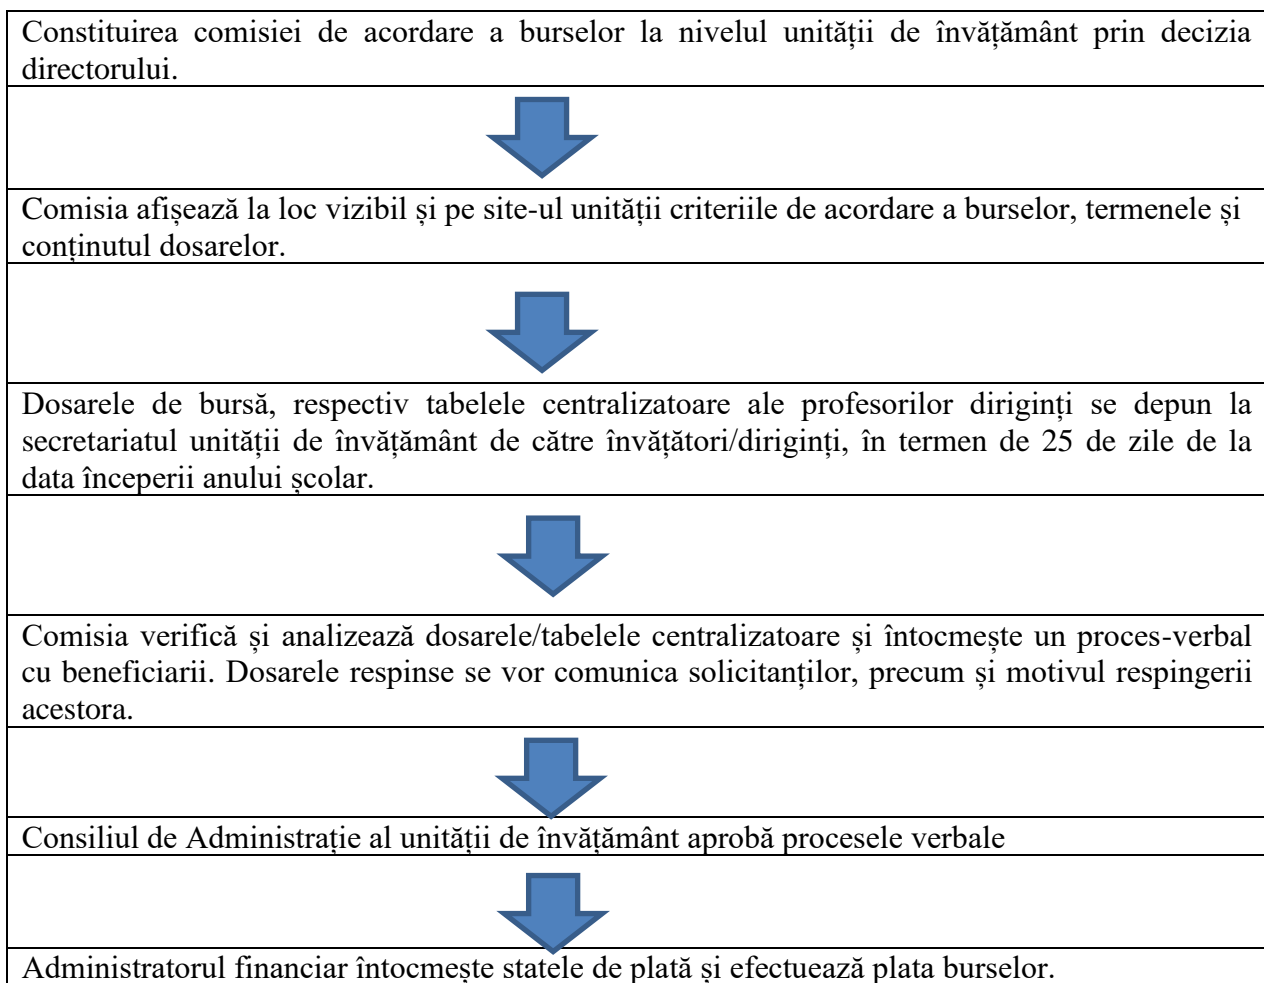 Constituirea comisiei de acordare a burselor la nivelul unității de învățământ prin decizia
directorului.
Comisia afișează la loc vizibil și pe site-ul unității criteriile de acordare a burselor, termenele și
conținutul dosarelor.
Dosarele de bursă, respectiv tabelele centralizatoare ale profesorilor diriginți se depun la
secretariatul unității de învățământ de către învățători/diriginți, în termen de 25 de zile de la
data începerii anului școlar.
Comisia verifică și analizează dosarele/tabelele centralizatoare și întocmește un proces-verbal
cu beneficiarii. Dosarele respinse se vor comunica solicitanților, precum și motivul respingerii
acestora.
Consiliul de Administrație al unității de învățământ aprobă procesele verbale
Administratorul financiar întocmește statele de plată și efectuează plata burselor.